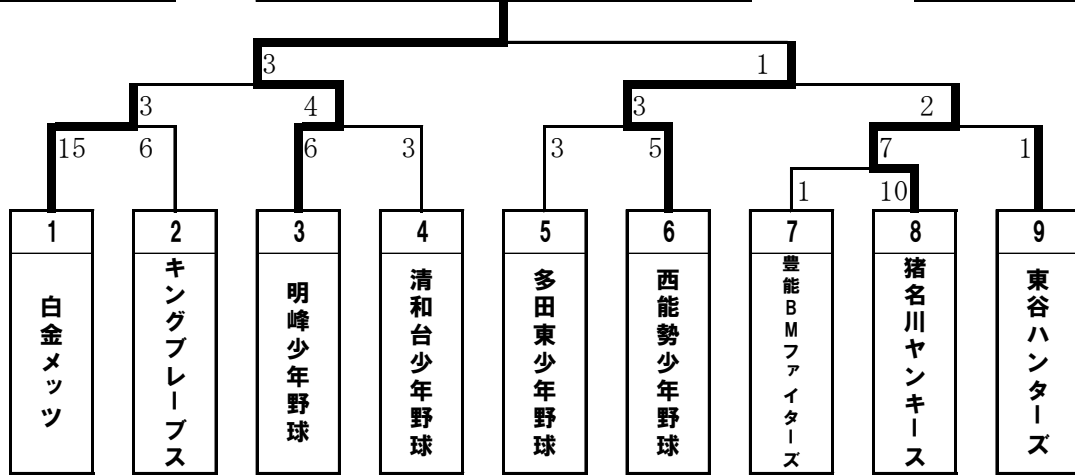 3 1
3 4 3 2
15 6 6 3 3 5 7 1
1 10
1 2 3 4 5 6 7 8 9
白金メッツ
キングブレーブス
明峰少年野球
清和台少年野球
多田東少年野球
西能勢少年野球
豊能BMファイターズ
猪名川ヤンキース
東谷ハンターズ